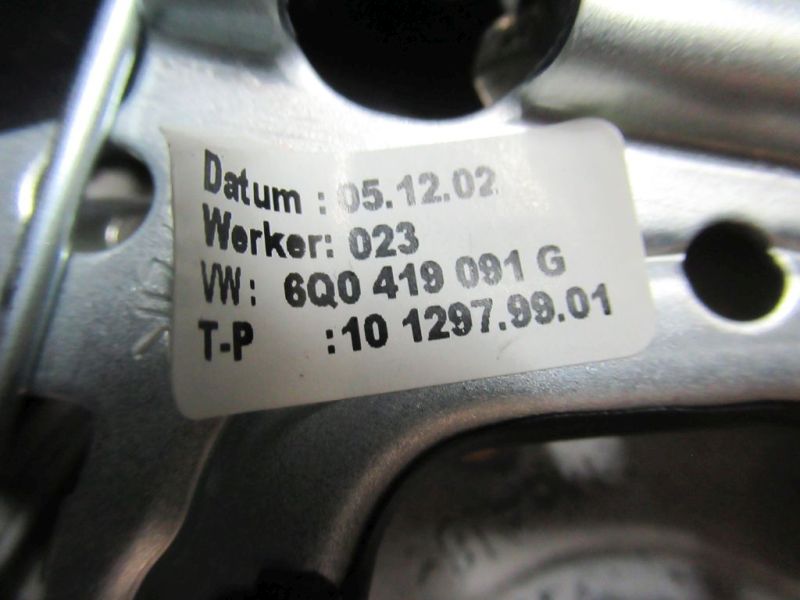 Datum : 05.12.02
Werker: 023
VW: 6Q0 419 091 G
T-P :10 1297.99.01